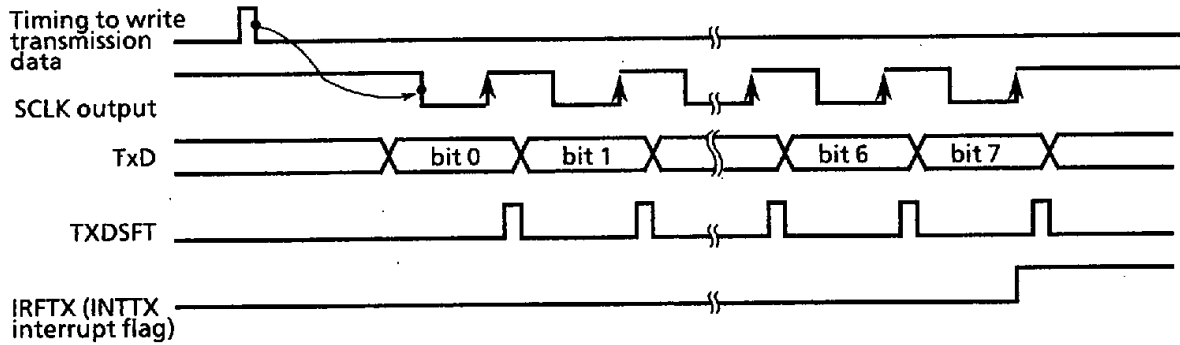 Timing to write
transmission
data
SCLK output
TxD
bit 0
bit 1
bit 6
bit 7
TXDSFT
IRFTX (INTTX
interrupt flag)